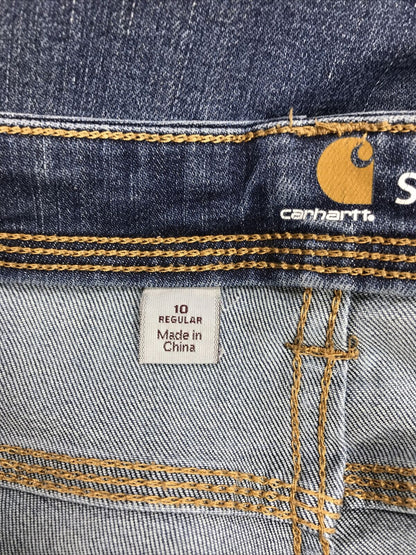 carhartt.
S
10
REGULAR
Made in
China